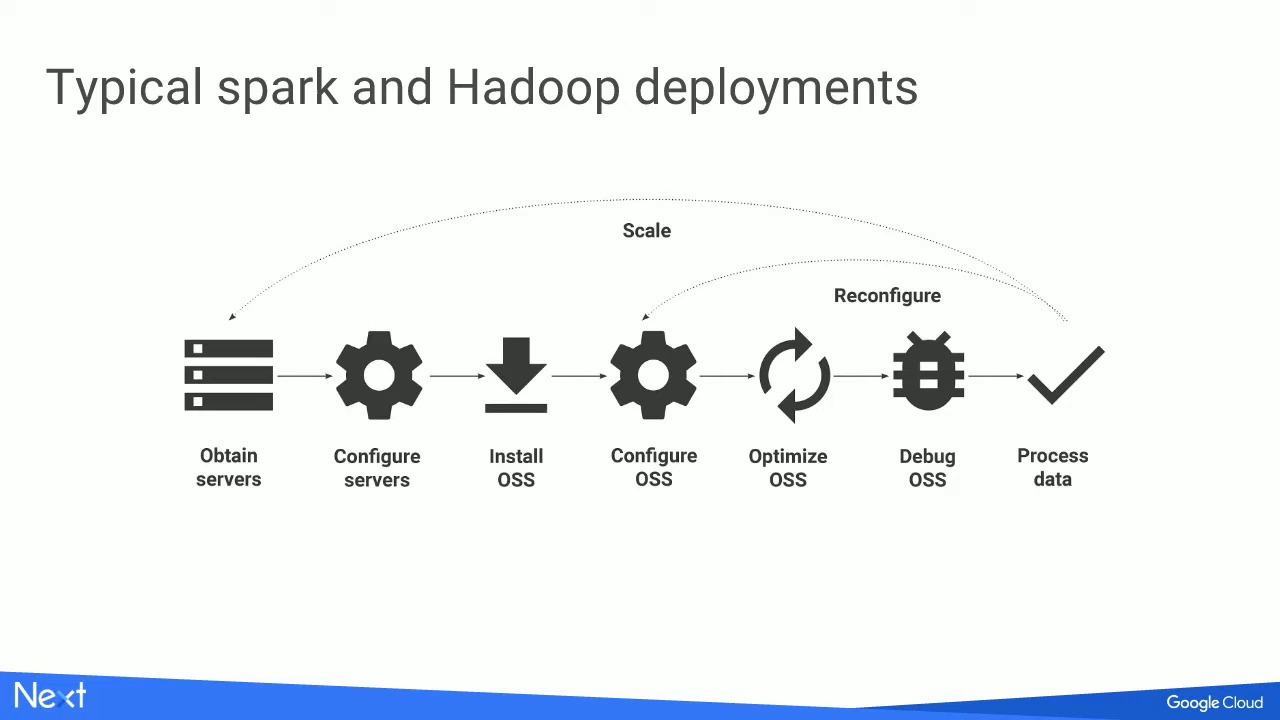 Typical spark and Hadoop deployments
Scale
Reconfigure
Obtain
servers
Configure
servers
Install
OSS
Configure
OSS
Optimize
OSS
Debug
OSS
Process
data
Next
Google Cloud